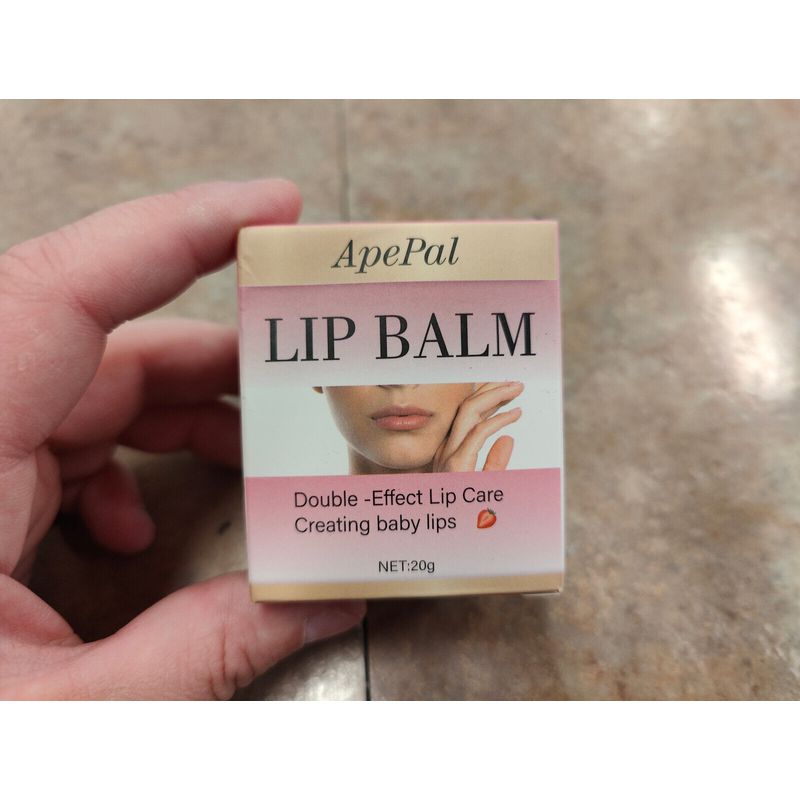 ApePal
LIP BALM
Double -Effect Lip Care
Creating baby lips 🍓
NET:20g